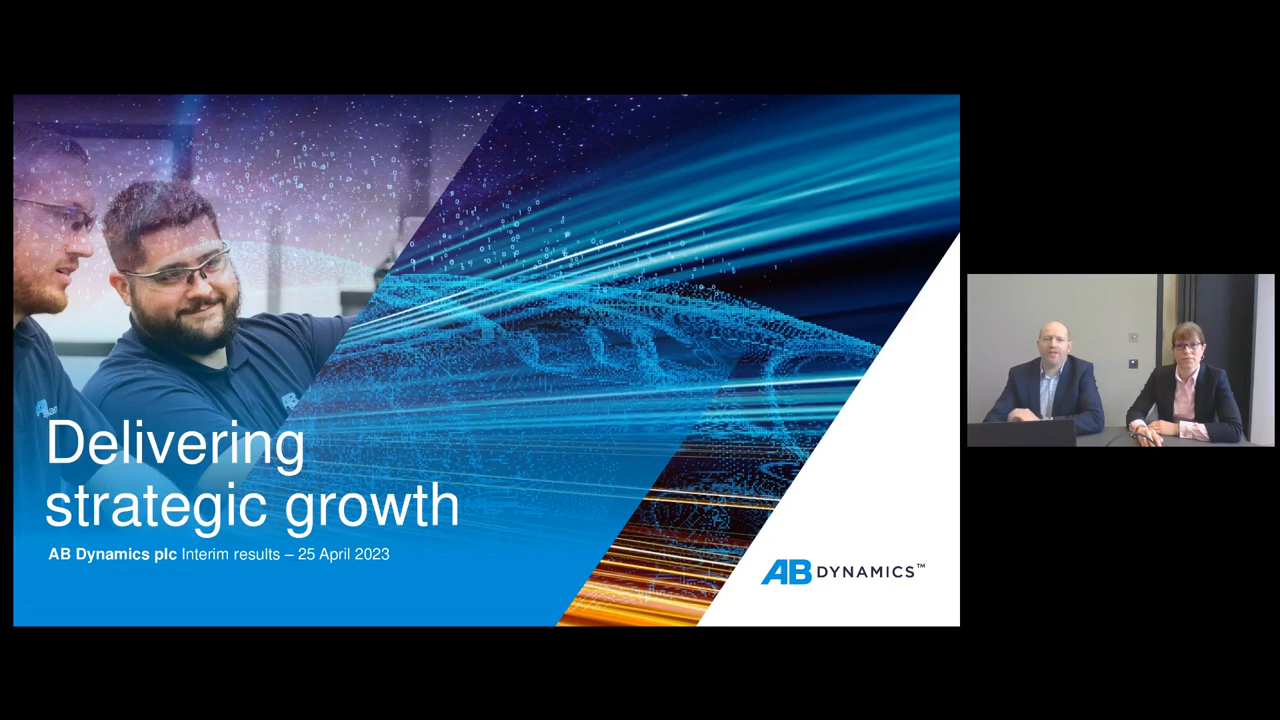 Delivering
strategic growth
AB Dynamics plc Interim results – 25 April 2023
AB DYNAMICS™